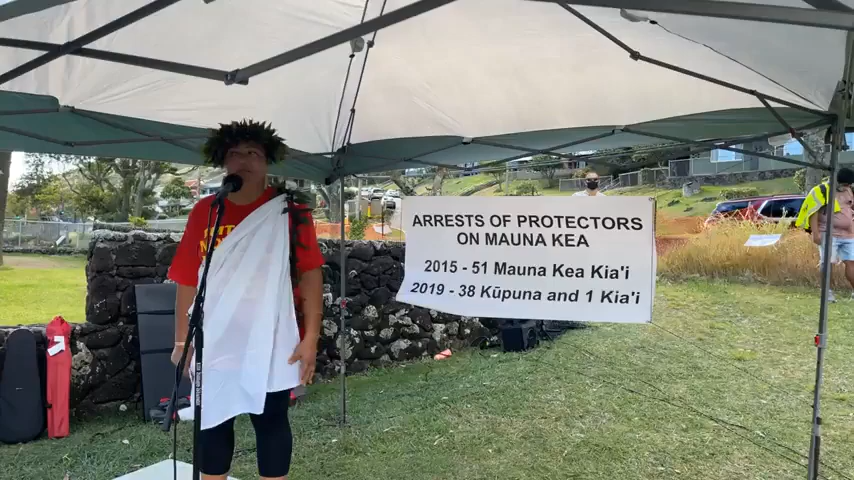 ARRESTS OF PROTECTORS
ON MAUNA KEA
2015 - 51 Mauna Kea Kia'i
2019 - 38 Kūpuna and 1 Kia'i